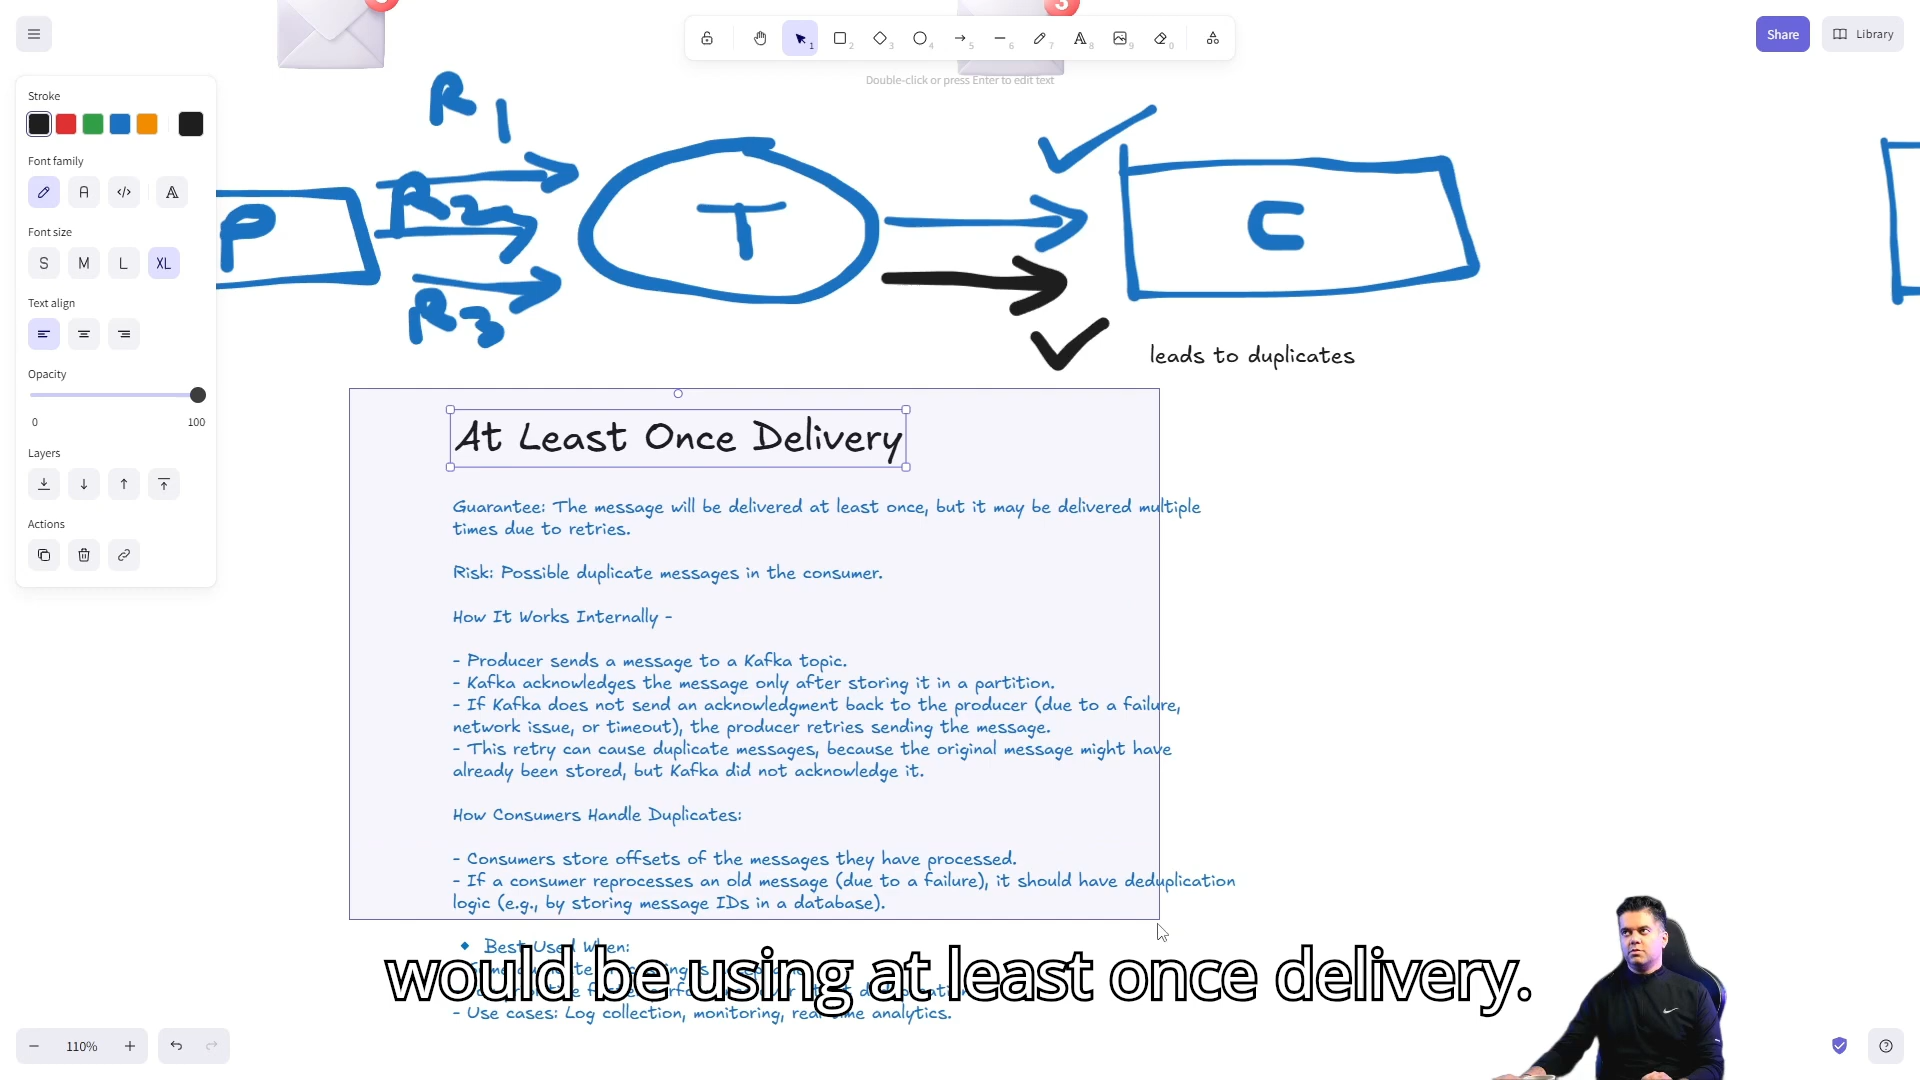 3
Share
Library
Double-click or press Enter to edit text
Stroke
Font family
Font size
S M L XL
Text align
Opacity
0 100
Layers
Actions
R1
R2
R3
P
T
C
leads to duplicates
At Least Once Delivery
Guarantee: The message will be delivered at least once, but it may be delivered multiple
times due to retries.
Risk: Possible duplicate messages in the consumer.
How It Works Internally -
- Producer sends a message to a Kafka topic.
- Kafka acknowledges the message only after storing it in a partition.
- If Kafka does not send an acknowledgment back to the producer (due to a failure,
network issue, or timeout), the producer retries sending the message.
- This retry can cause duplicate messages, because the original message might have
already been stored, but Kafka did not acknowledge it.
How Consumers Handle Duplicates:
- Consumers store offsets of the messages they have processed.
- If a consumer reprocesses an old message (due to a failure), it should have deduplication
logic (e.g., by storing message IDs in a database).
Best Used When:
would be using at least once delivery.
- Use cases: Log collection, monitoring, real-time analytics.
110%